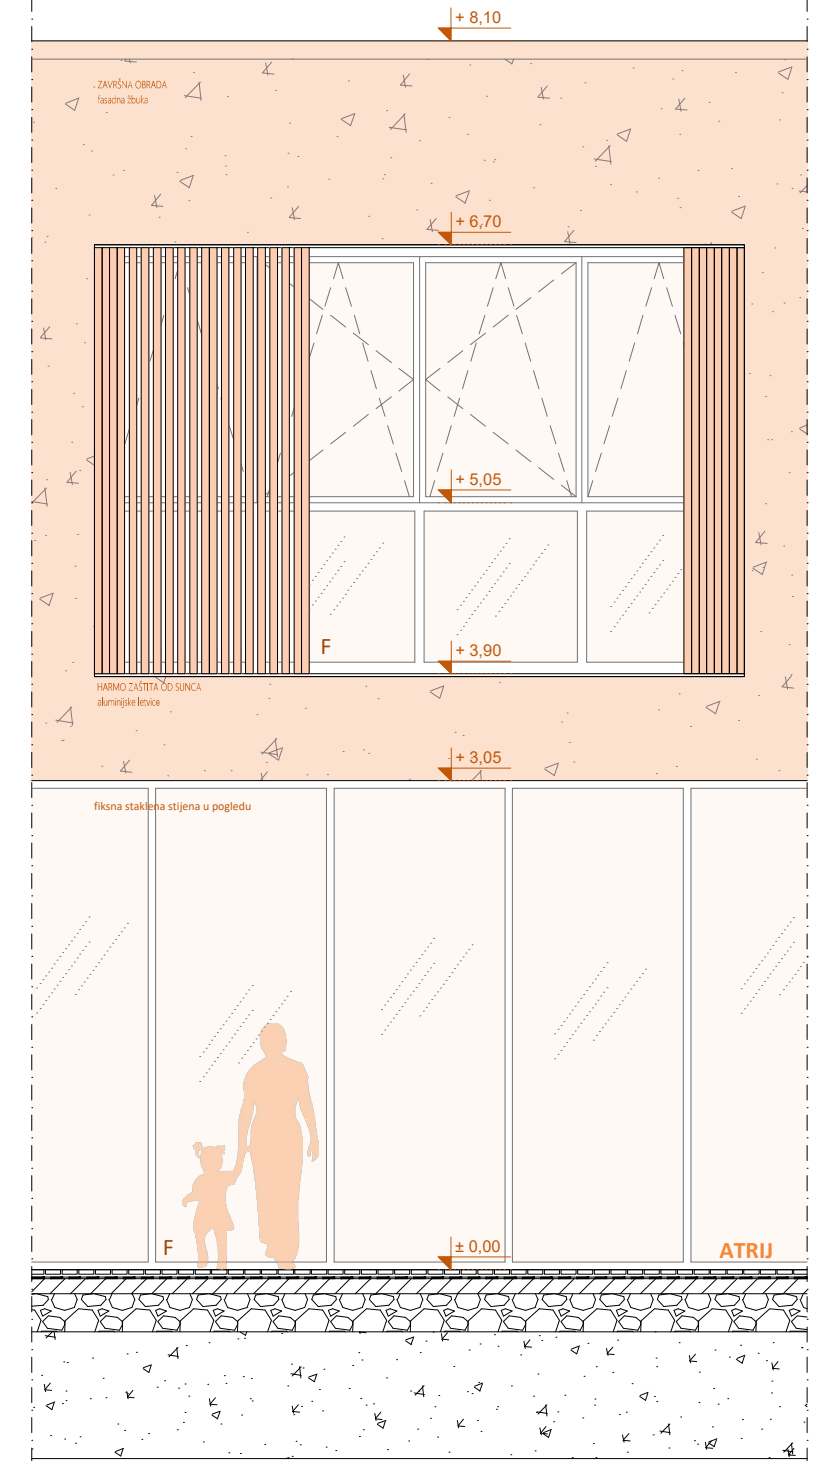 + 8,10
ZAVRŠNA OBRADA
fasadna žbuka
+ 6,70
+ 5,05
F
+ 3,90
HARMO ZAŠTITA OD SUNCA
aluminijske letvice
+ 3,05
fiksna staklena stijena u pogledu
F
± 0,00
ATRIJ